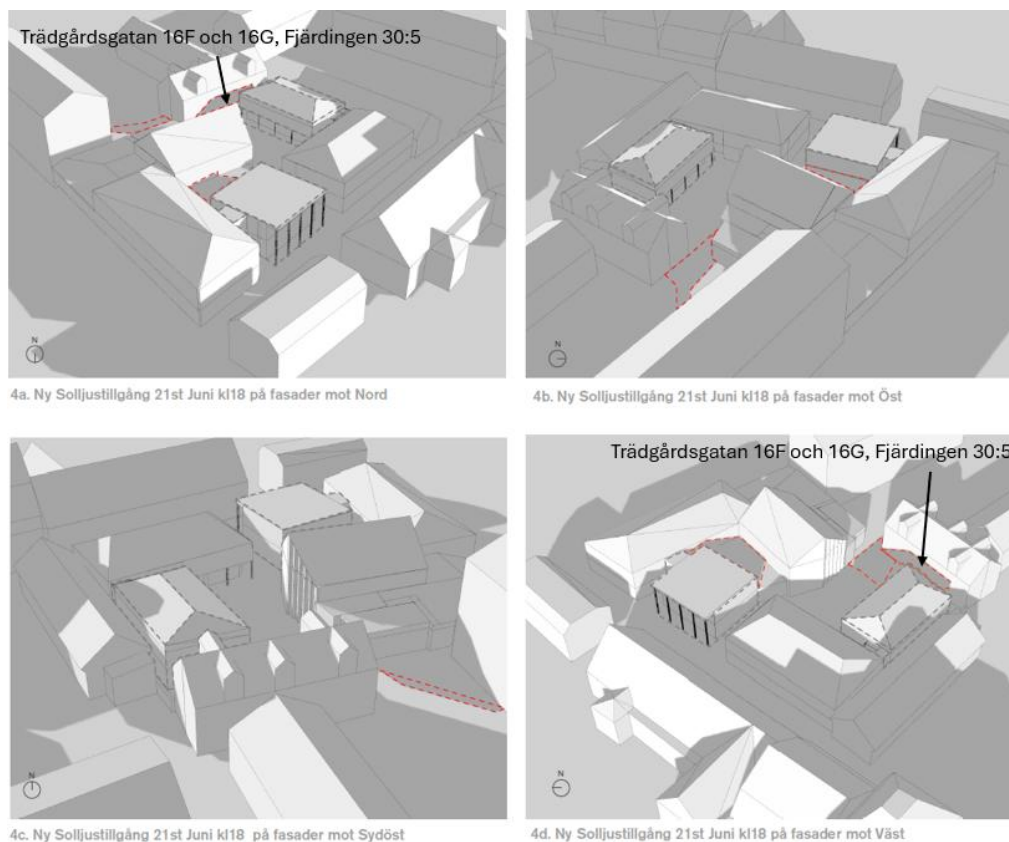 Trädgårdsgatan 16F och 16G, Fjärdingen 30:5
N
4a. Ny Solljustillgång 21st Juni kl18 på fasader mot Nord
N
4b. Ny Solljustillgång 21st Juni kl18 på fasader mot Öst
N
4c. Ny Solljustillgång 21st Juni kl18 på fasader mot Sydöst
Trädgårdsgatan 16F och 16G, Fjärdingen 30:5
N
4d. Ny Solljustillgång 21st Juni kl18 på fasader mot Väst